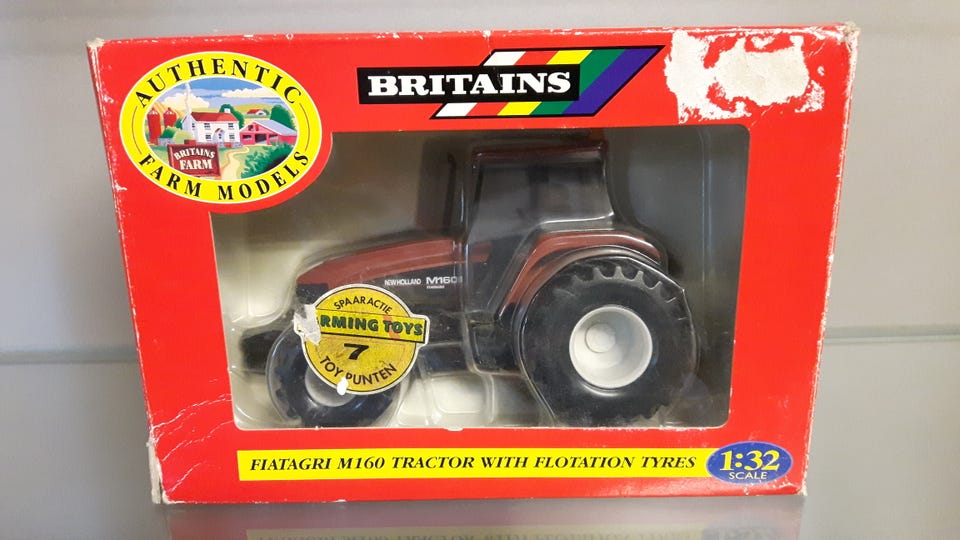 AUTHENTIC
FARM MODELS
BRITAINS
FARM
BRITAINS
NEW HOLLAND M160
SPAARACTIE
RMING TOYS
7
TOY PUNTEN
FIATAGRI M160 TRACTOR WITH FLOTATION TYRES
1:32
SCALE